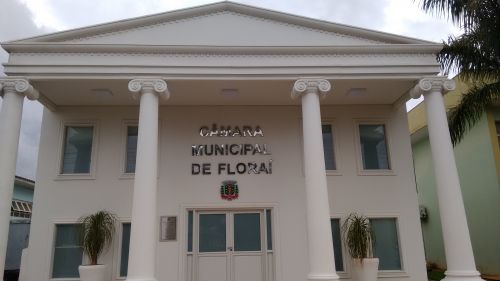 CÂMARA
MUNICIPAL
DE FLORAÍ